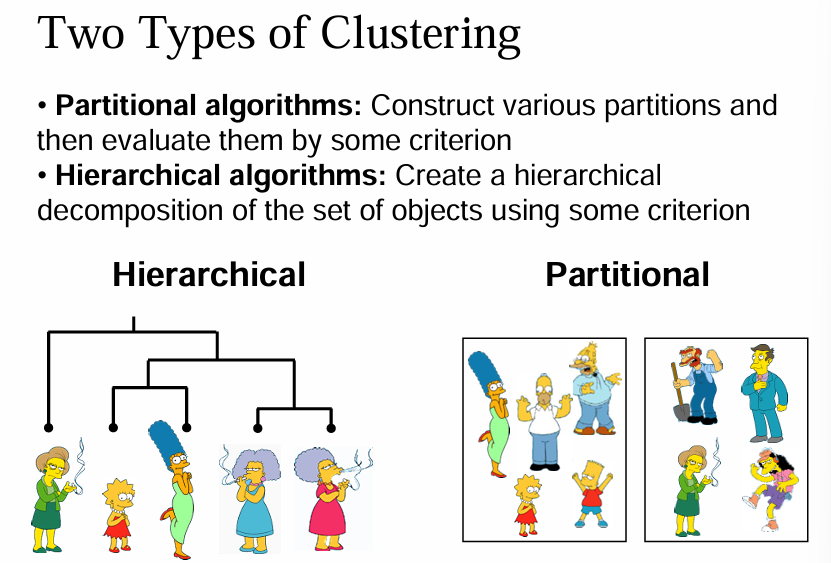 Two Types of Clustering
• Partitional algorithms: Construct various partitions and
then evaluate them by some criterion
• Hierarchical algorithms: Create a hierarchical
decomposition of the set of objects using some criterion
Hierarchical
Partitional